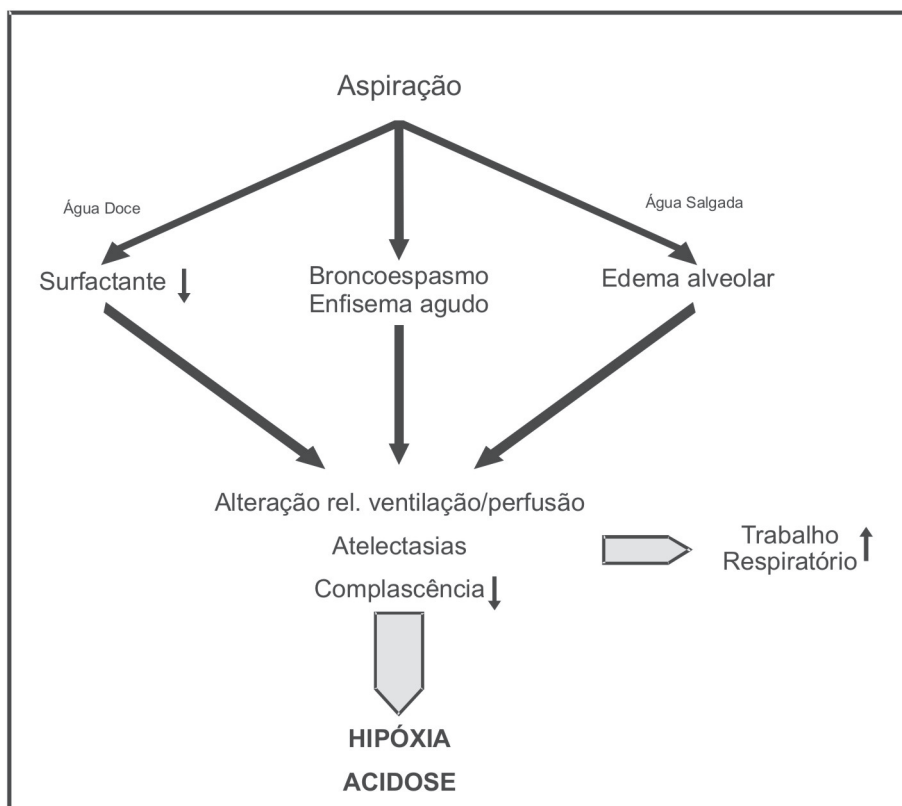 Aspiração
Água Doce
Água Salgada
Surfactante
Broncoespasmo
Enfisema agudo
Edema alveolar
Alteração rel. ventilação/perfusão
Atelectasias
Complascência
Trabalho
Respiratório
HIPÓXIA
ACIDOSE